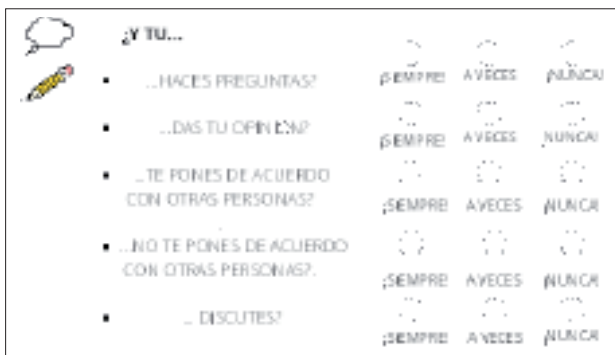 ¿Y TU...
...HACES PREGUNTAS? ¡SIEMPRE! A VECES ¡NUNCA!
...DAS TU OPINIÓN? ¡SIEMPRE! A VECES ¡NUNCA!
...TE PONES DE ACUERDO
CON OTRAS PERSONAS? ¡SIEMPRE! A VECES ¡NUNCA!
...NO TE PONES DE ACUERDO
CON OTRAS PERSONAS?. ¡SIEMPRE! A VECES ¡NUNCA!
... DISCUTES? ¡SIEMPRE! A VECES ¡NUNCA!